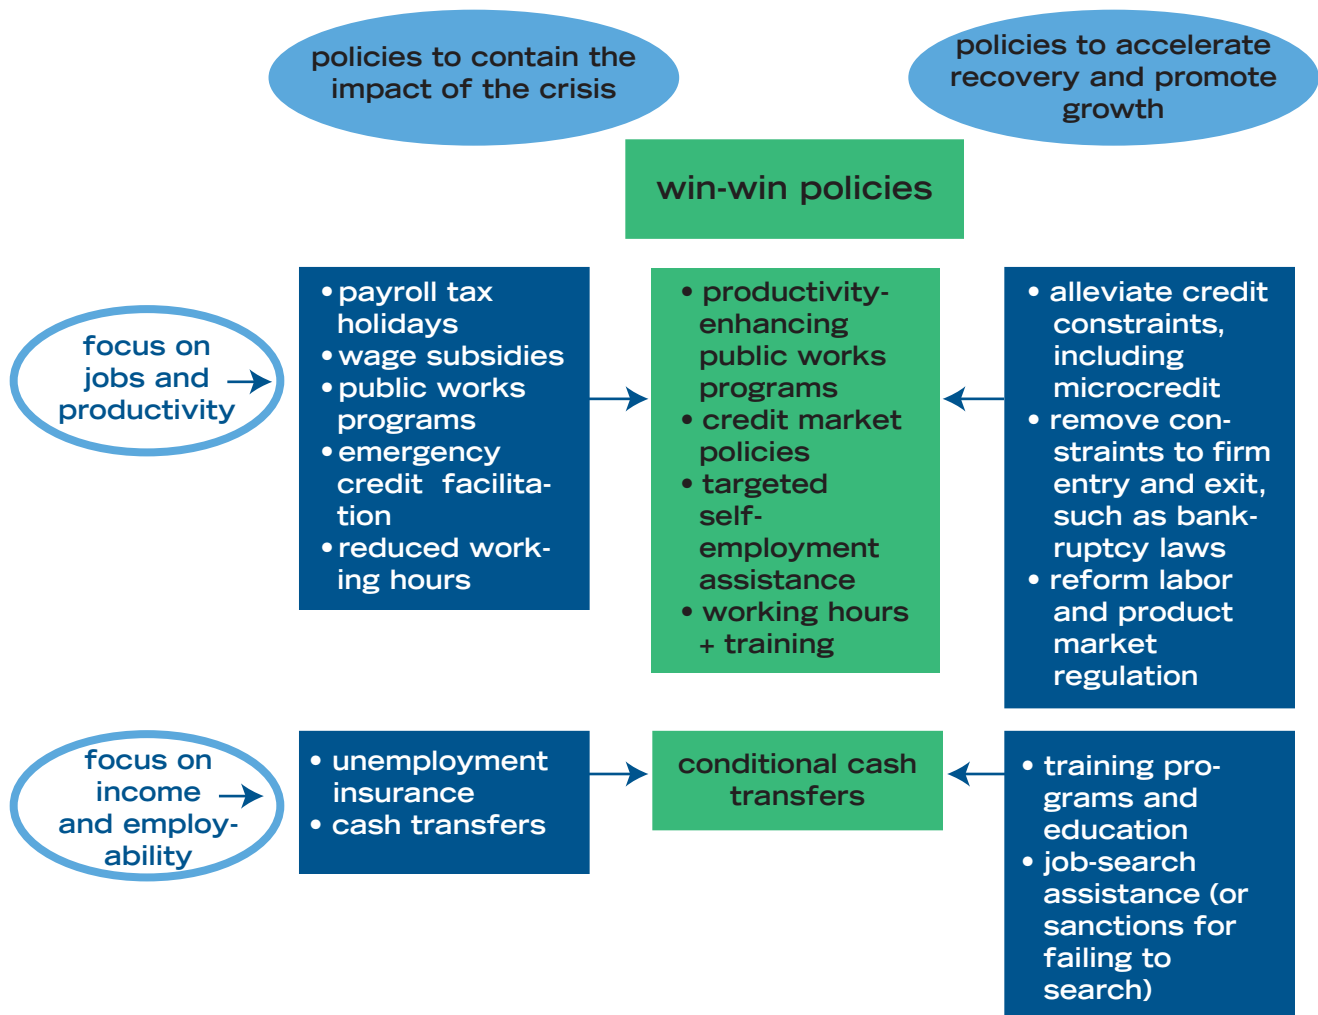 policies to contain the
impact of the crisis
policies to accelerate
recovery and promote
growth
win-win policies
focus on
jobs and
productivity
• payroll tax
holidays
• wage subsidies
• public works
programs
• emergency
credit facilita-
tion
• reduced work-
ing hours
• productivity-
enhancing
public works
programs
• credit market
policies
• targeted
self-
employment
assistance
• working hours
+ training
• alleviate credit
constraints,
including
microcredit
• remove con-
straints to firm
entry and exit,
such as bank-
ruptcy laws
• reform labor
and product
market
regulation
focus on
income
and employ-
ability
• unemployment
insurance
• cash transfers
conditional cash
transfers
• training pro-
grams and
education
• job-search
assistance (or
sanctions for
failing to
search)